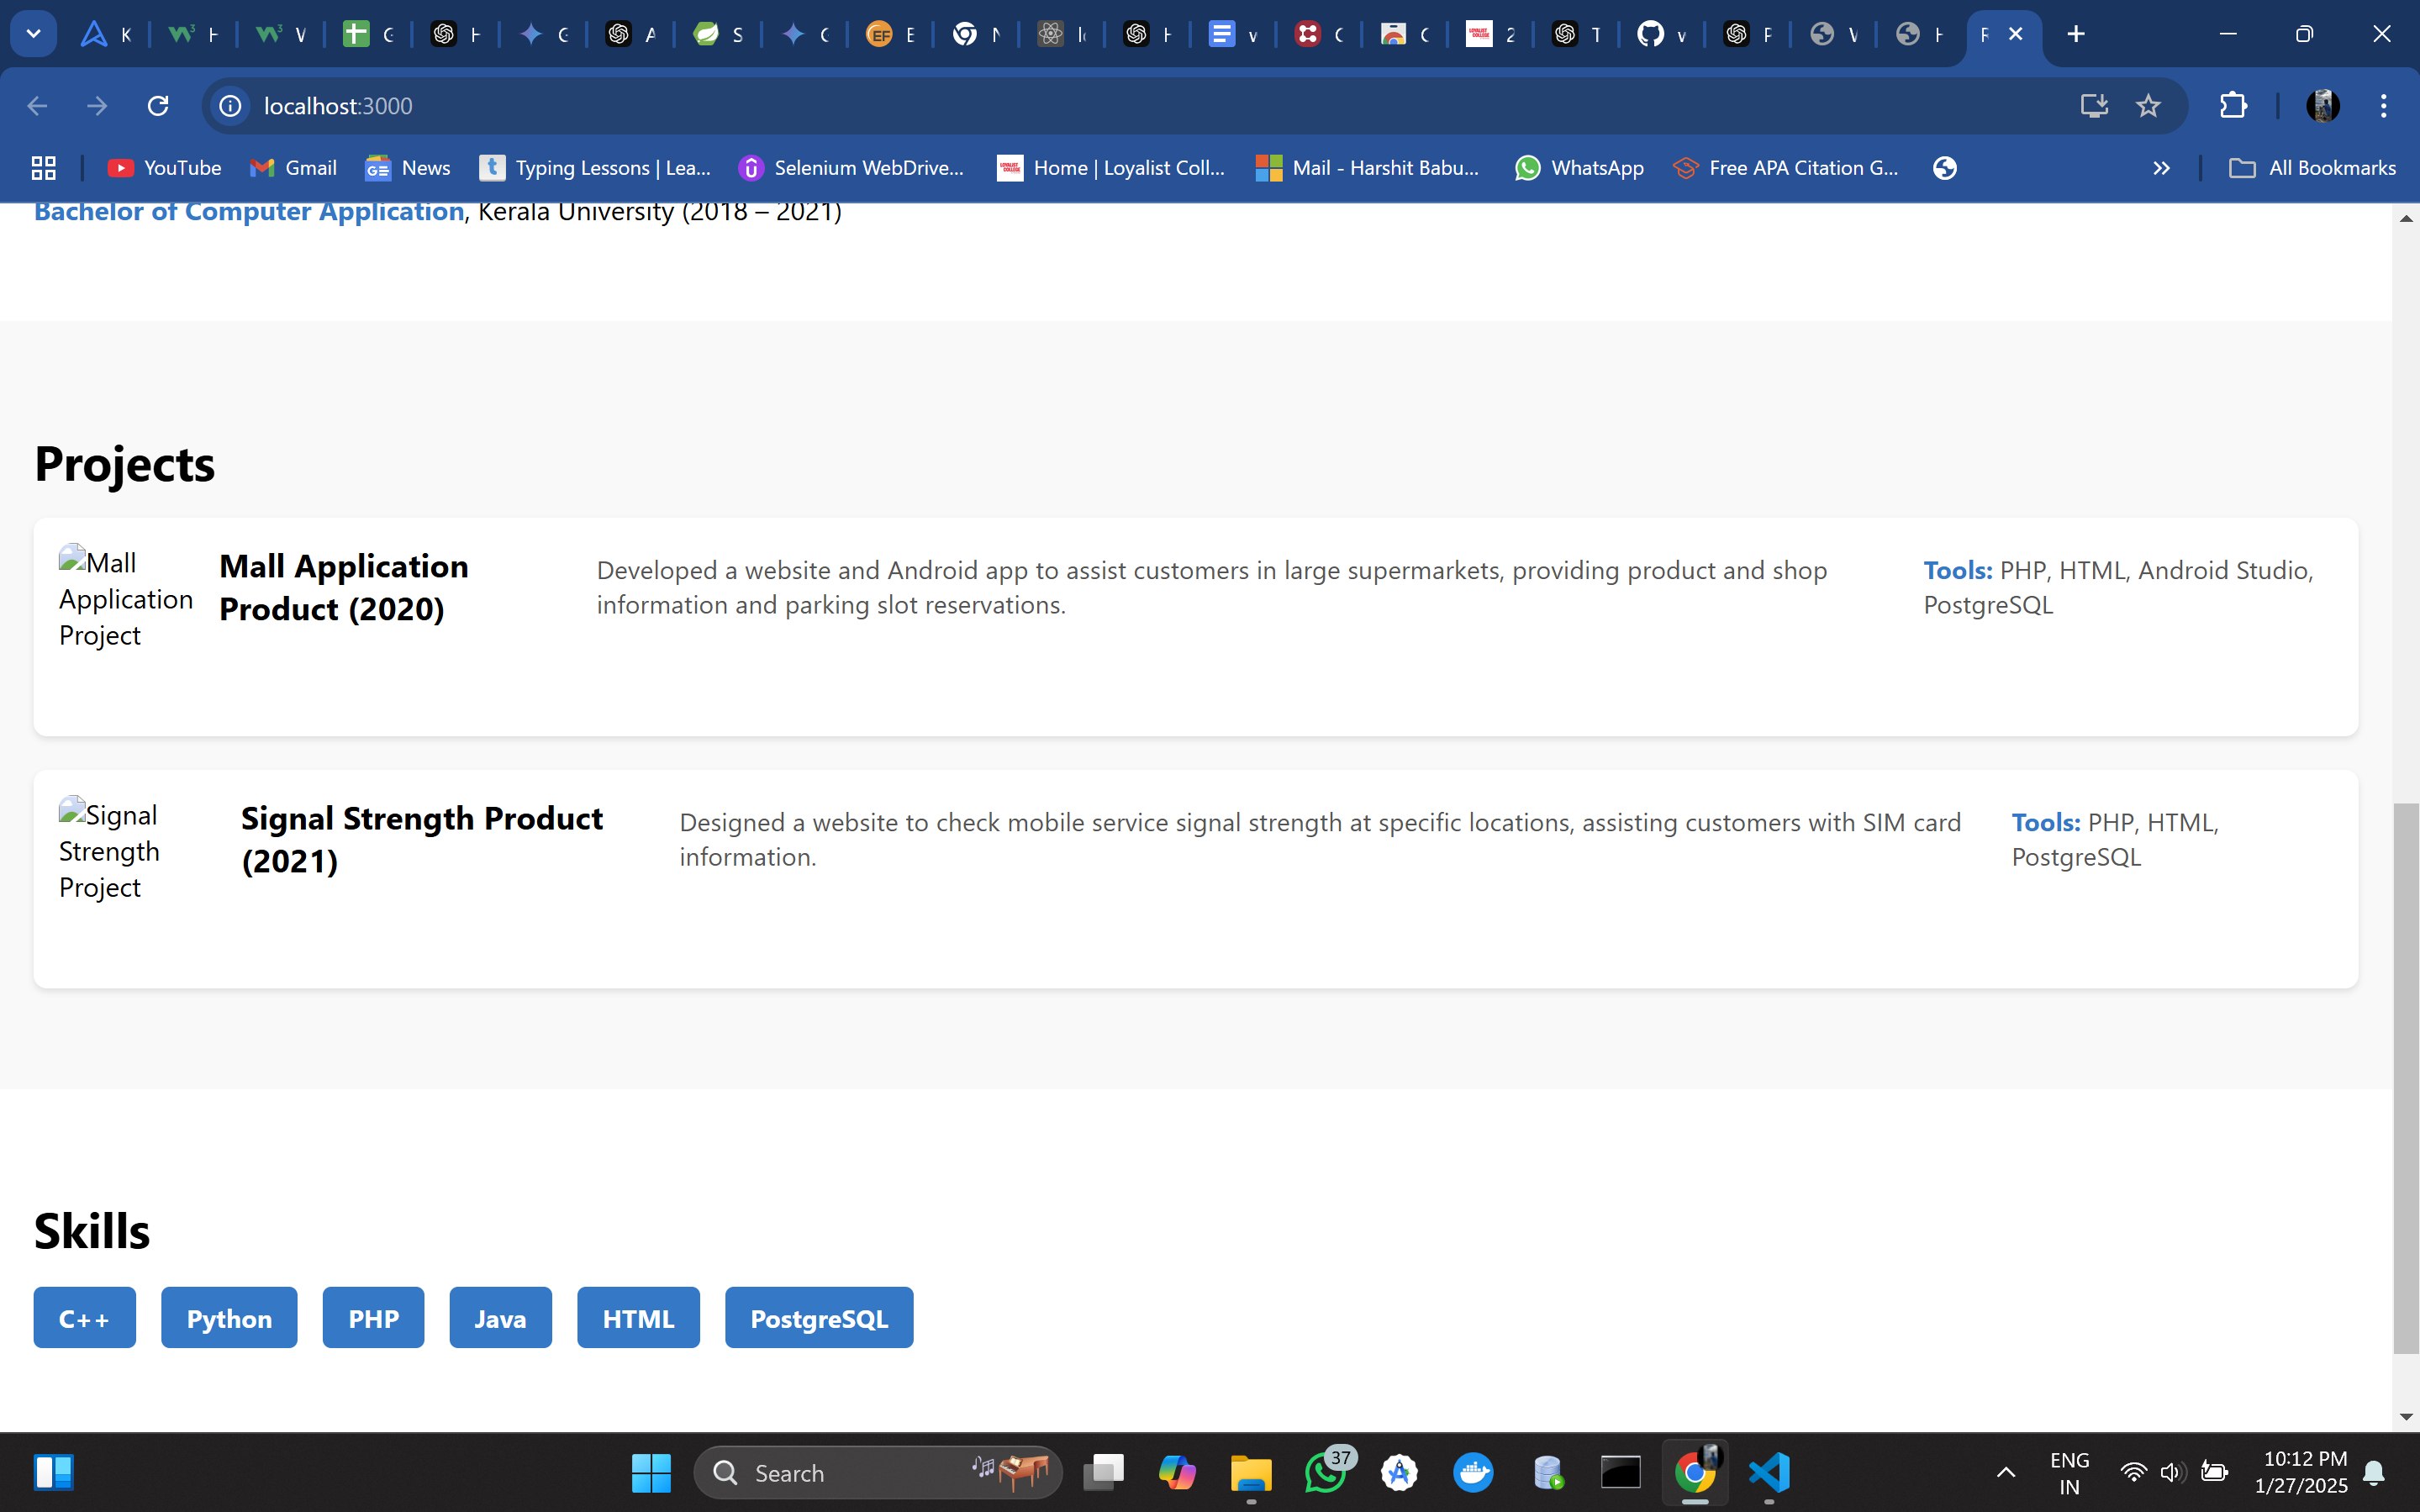 K
H
W
G
H
G
A
S
G
E
N
H
w
C
C
2
T
w
P
W
H
localhost:3000
YouTube
Gmail
News
Typing Lessons | Lea...
Selenium WebDrive...
Home | Loyalist Coll...
Mail - Harshit Babu...
WhatsApp
Free APA Citation G...
All Bookmarks
Bachelor of Computer Application, Kerala University (2018 – 2021)
Projects
Mall
Application
Project
Mall Application
Product (2020)
Developed a website and Android app to assist customers in large supermarkets, providing product and shop
information and parking slot reservations.
Tools: PHP, HTML, Android Studio,
PostgreSQL
Signal
Strength
Project
Signal Strength Product
(2021)
Designed a website to check mobile service signal strength at specific locations, assisting customers with SIM card
information.
Tools: PHP, HTML,
PostgreSQL
Skills
C++
Python
PHP
Java
HTML
PostgreSQL
Search
37
ENG
IN
10:12 PM
1/27/2025